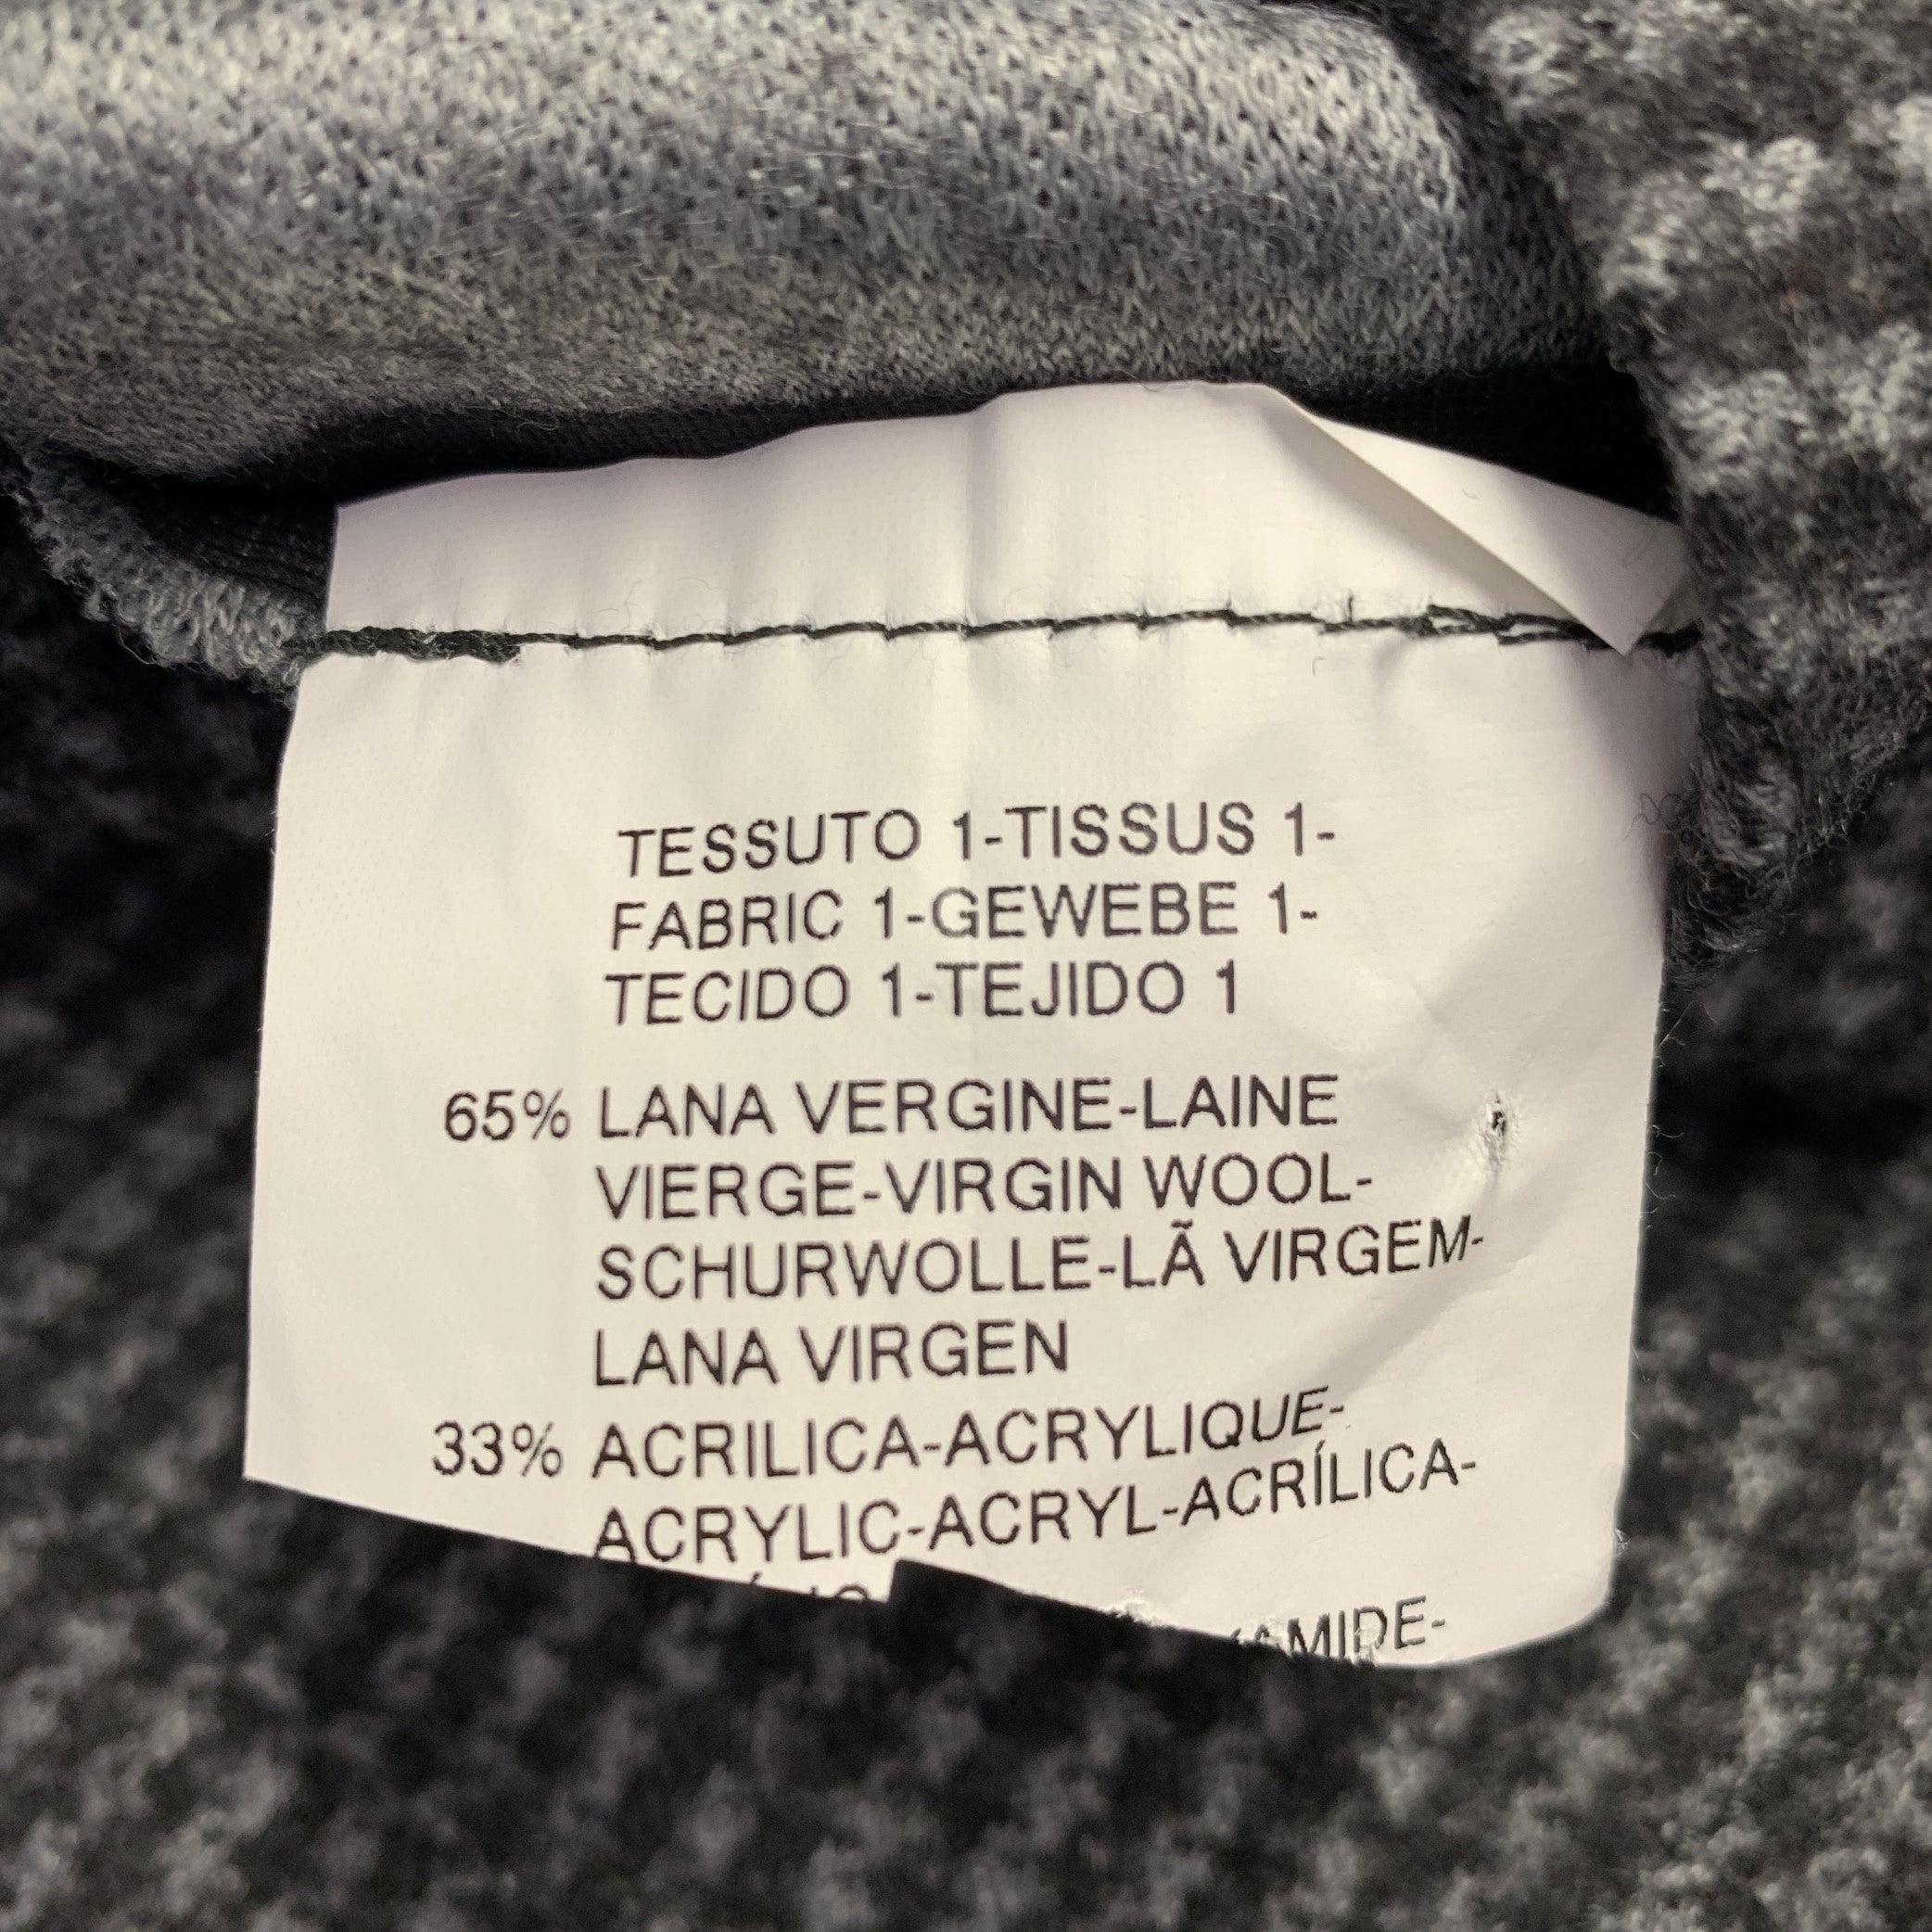 TESSUTO 1-TISSUS 1-
FABRIC 1-GEWEBE 1-
TECIDO 1-TEJIDO 1
65% LANA VERGINE-LAINE
VIERGE-VIRGIN WOOL-
SCHURWOLLE-LÃ VIRGEM-
LANA VIRGEN
33% ACRILICA-ACRYLIQUE-
ACRYLIC-ACRYL-ACRÍLICA-